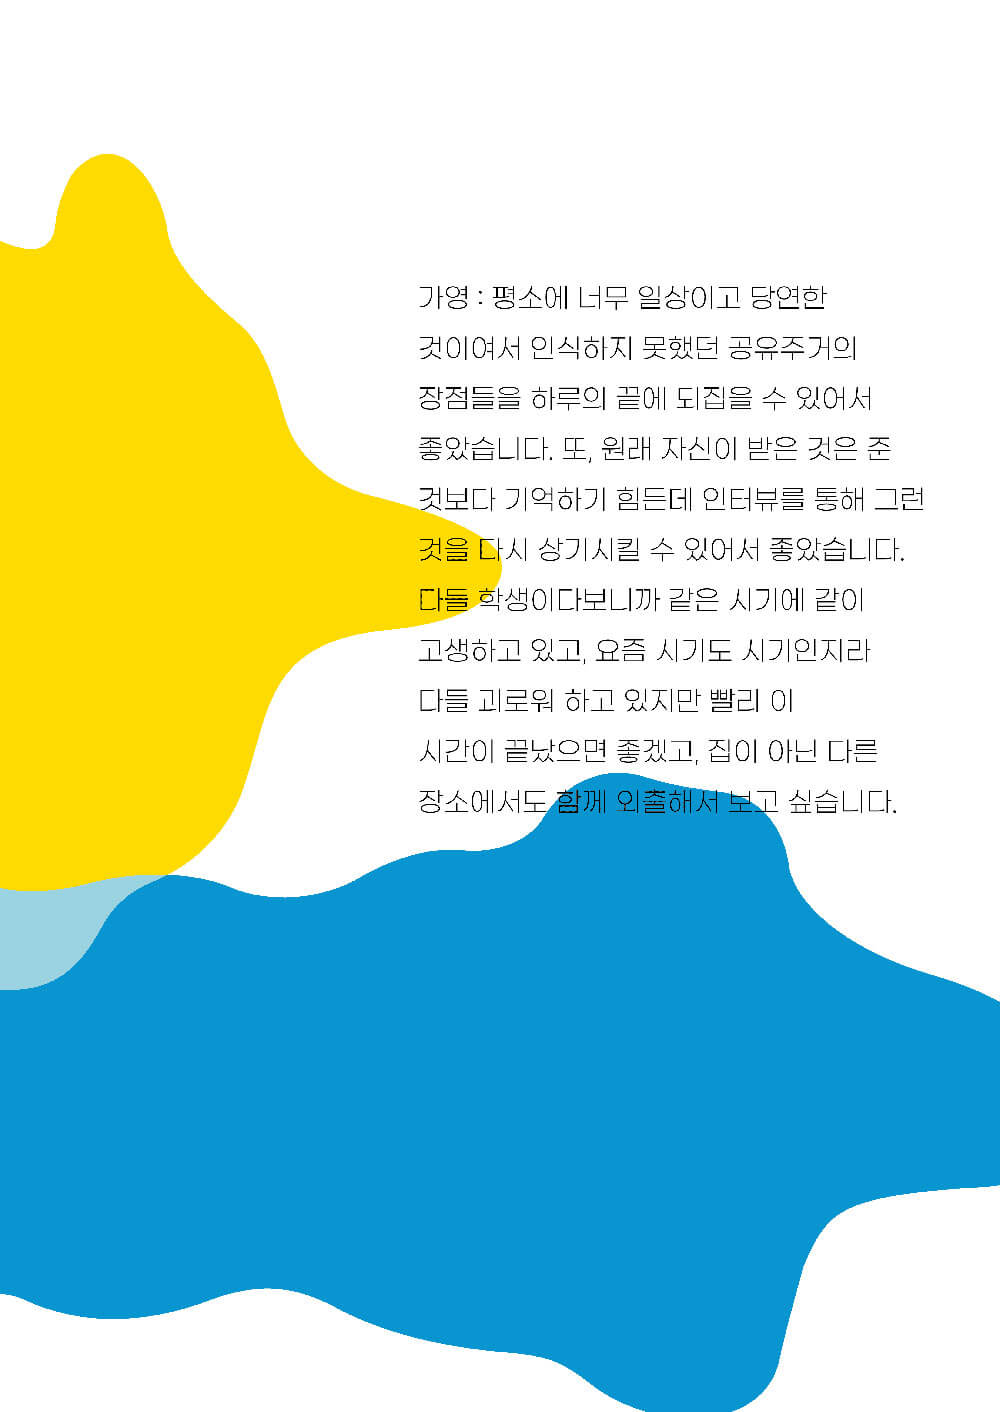 가영 : 평소에 너무 일상이고 당연한
것이여서 인식하지 못했던 공유주거의
장점들을 하루의 끝에 되집을 수 있어서
좋았습니다. 또, 원래 자신이 받은 것은 준
것보다 기억하기 힘든데 인터뷰를 통해 그런
것을 다시 상기시킬 수 있어서 좋았습니다.
다들 학생이다보니까 같은 시기에 같이
고생하고 있고, 요즘 시기도 시기인지라
다들 괴로워 하고 있지만 빨리 이
시간이 끝났으면 좋겠고, 집이 아닌 다른
장소에서도 함께 외출해서 보고 싶습니다.